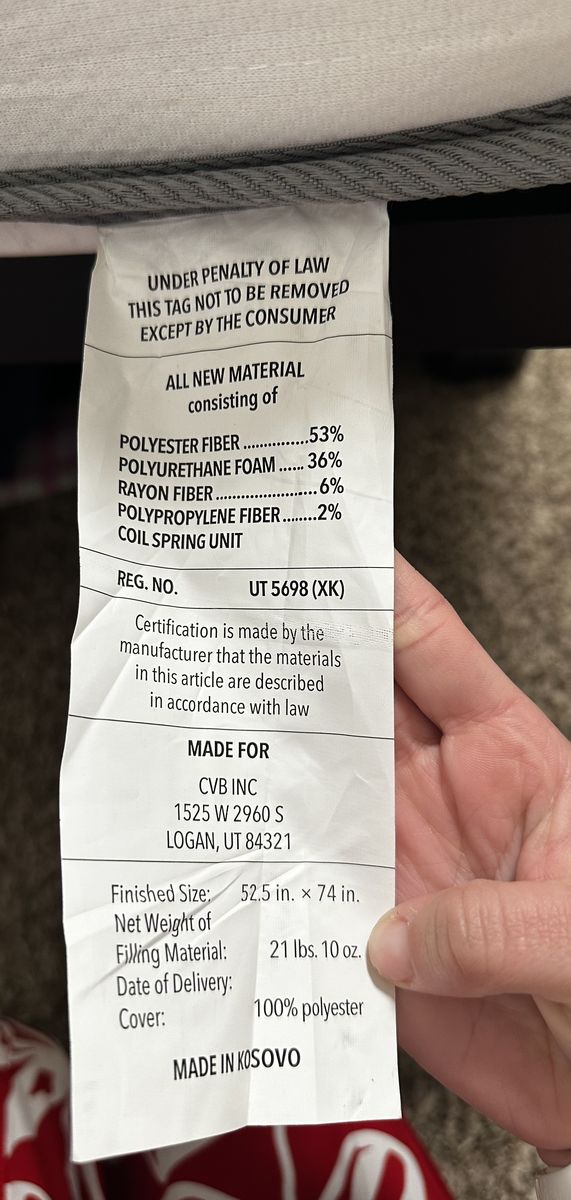 UNDER PENALTY OF LAW
THIS TAG NOT TO BE REMOVED
EXCEPT BY THE CONSUMER
ALL NEW MATERIAL
consisting of
POLYESTER FIBER ...............53%
POLYURETHANE FOAM ...... 36%
RAYON FIBER ........................ 6%
POLYPROPYLENE FIBER ........2%
COIL SPRING UNIT
REG. NO. UT 5698 (XK)
Certification is made by the
manufacturer that the materials
in this article are described
in accordance with law
MADE FOR
CVB INC
1525 W 2960 S
LOGAN, UT 84321
Finished Size: 52.5 in. × 74 in.
Net Weight of
Filling Material: 21 lbs. 10 oz.
Date of Delivery:
Cover: 100% polyester
MADE IN KOSOVO